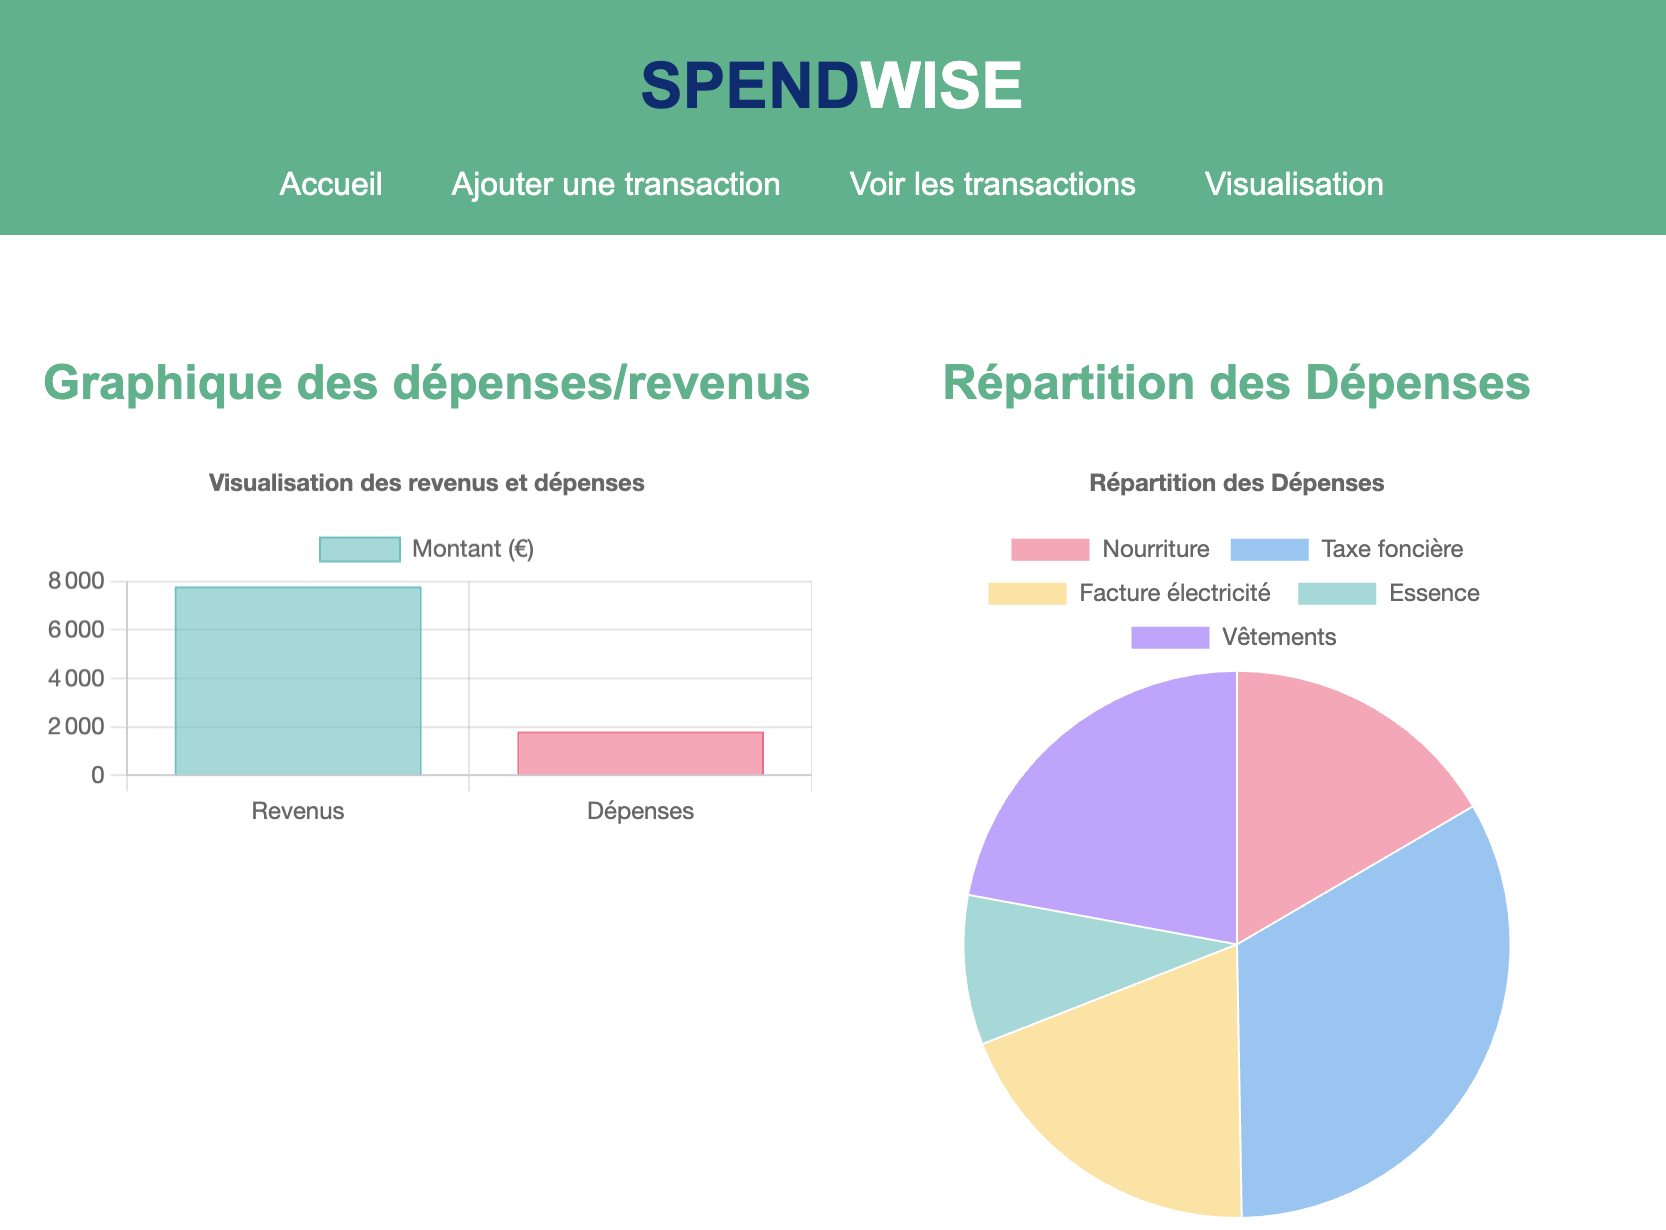 SPENDWISE
Accueil Ajouter une transaction Voir les transactions Visualisation
Graphique des dépenses/revenus
Visualisation des revenus et dépenses
Montant (€)
8 000
6 000
4 000
2 000
0
Revenus Dépenses
Répartition des Dépenses
Répartition des Dépenses
Nourriture Taxe foncière
Facture électricité Essence
Vêtements